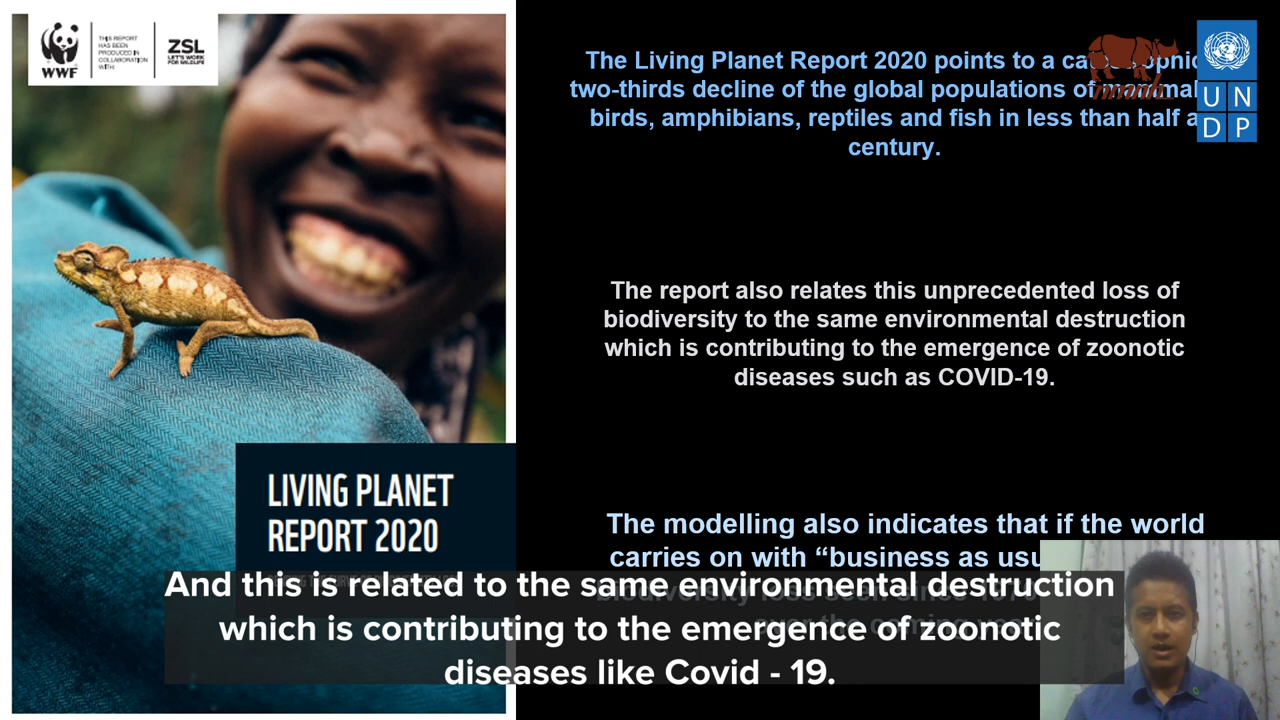 THIS REPORT
HAS BEEN
PRODUCED IN
COLLABORATION
WITH:
WWF
ZSL
LET'S WORK
FOR WILDLIFE
The Living Planet Report 2020 points to a
two-thirds decline of the global populations of
birds, amphibians, reptiles and fish in less than half a
century.
U N
D P
The report also relates this unprecedented loss of
biodiversity to the same environmental destruction
which is contributing to the emergence of zoonotic
diseases such as COVID-19.
LIVING PLANET
REPORT 2020
The modelling also indicates that if the world
carries on with “business as
And this is related to the same environmental destruction
which is contributing to the emergence of zoonotic
diseases like Covid - 19.